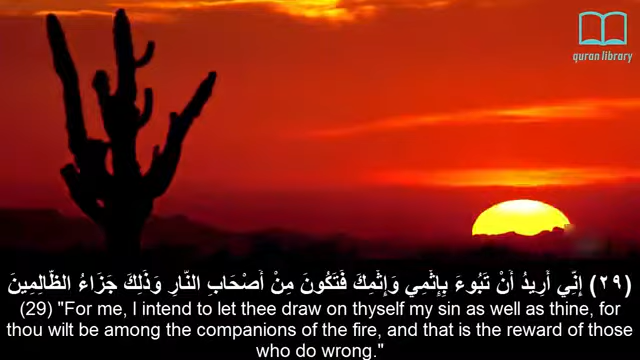 quran library
(٢٩) إِنِّي أُرِيدُ أَنْ تَبُوءَ بِإِثْمِي وَإِثْمِكَ فَتَكُونَ مِنْ أَصْحَابِ النَّارِ وَذَلِكَ جَزَاءُ الظَّالِمِينَ
(29) "For me, I intend to let thee draw on thyself my sin as well as thine, for
thou wilt be among the companions of the fire, and that is the reward of those
who do wrong."